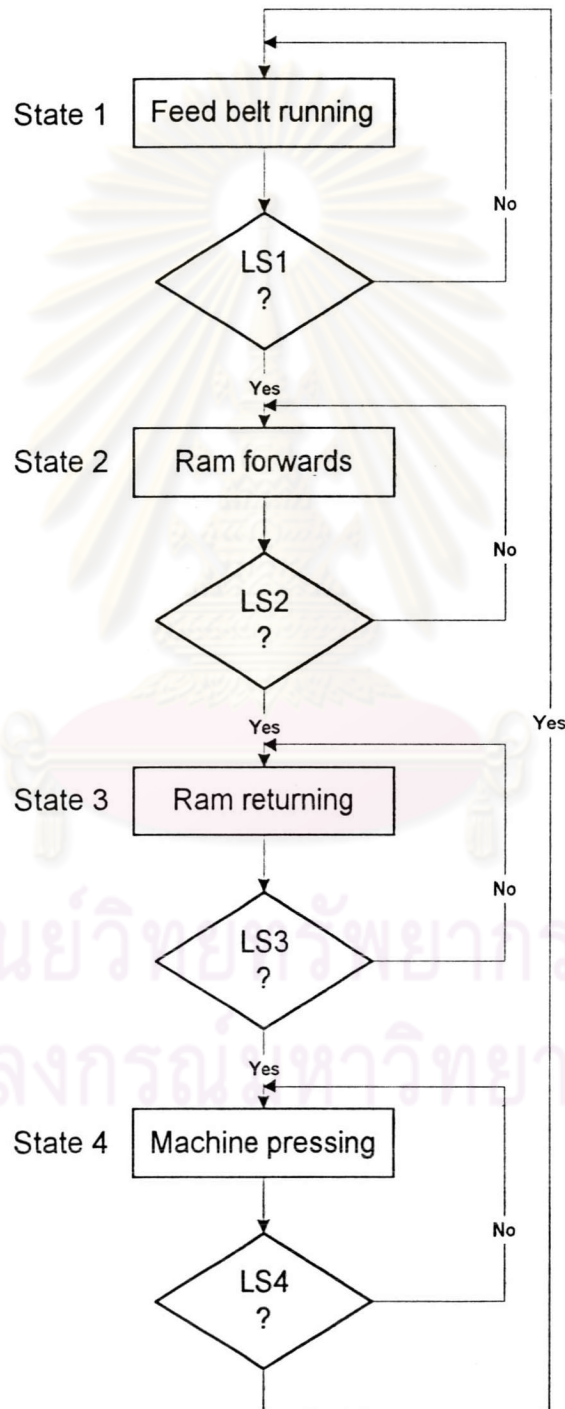 State 1
Feed belt running
No
LS1
?
Yes
State 2
Ram forwards
No
LS2
?
Yes
Yes
State 3
Ram returning
No
LS3
?
Yes
State 4
Machine pressing
No
LS4
?